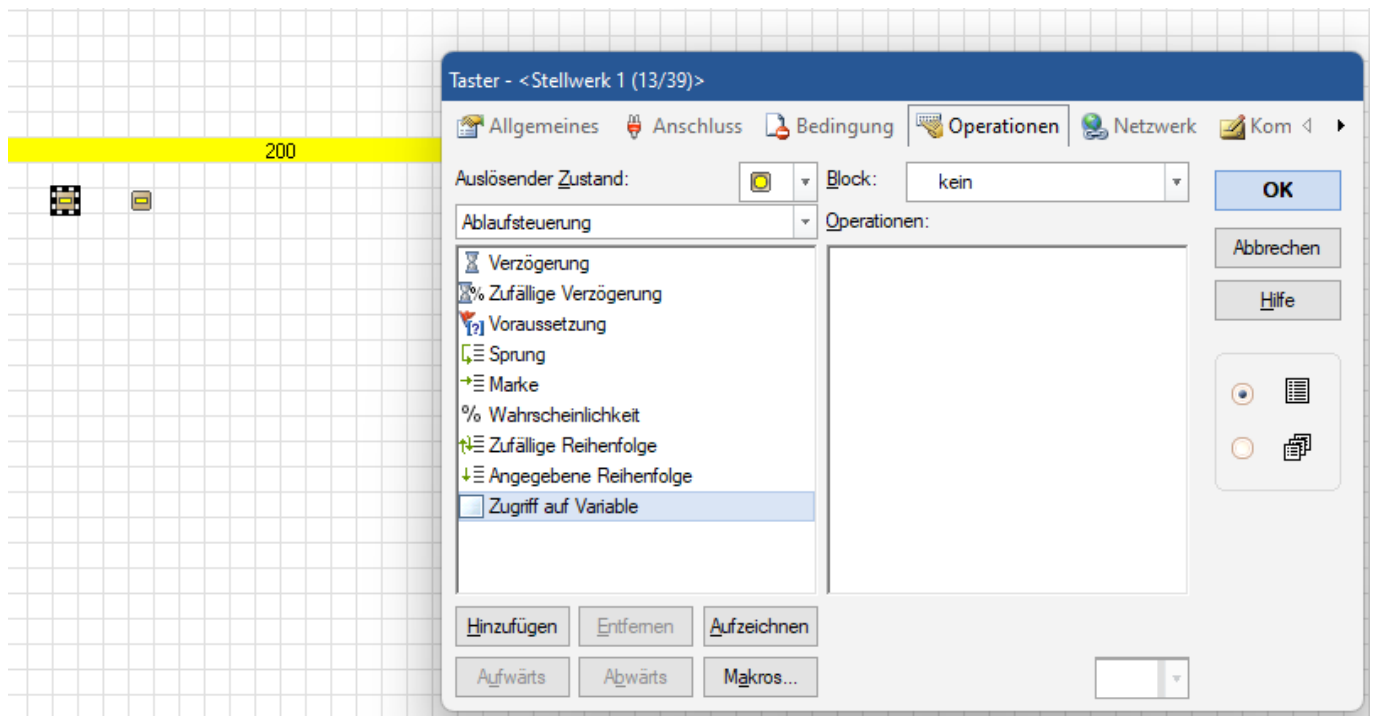 Taster - <Stellwerk 1 (13/39)>
Allgemeines Anschluss Bedingung Operationen Netzwerk Kom
200
Auslösender Zustand: Block: kein OK
Ablaufsteuerung Operationen:
Abbrechen
Verzögerung
Zufällige Verzögerung
Hilfe
Voraussetzung
Sprung
Marke
% Wahrscheinlichkeit
Zufällige Reihenfolge
Angegebene Reihenfolge
Zugriff auf Variable
Hinzufügen Entfernen Aufzeichnen
Aufwärts Abwärts Makros...